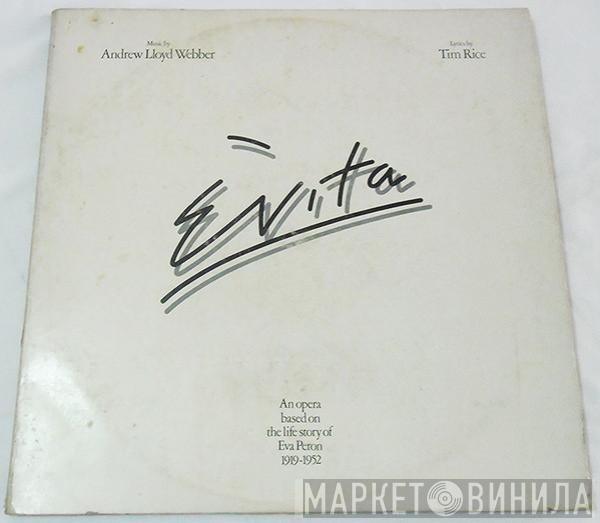 Music by
Andrew Lloyd Webber
Lyrics by
Tim Rice
Evita
An opera
based on
the life story of
Eva Peron
1919-1952
МАРКЕТ ВИНИЛА